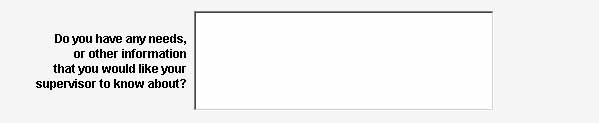 Do you have any needs,
or other information
that you would like your
supervisor to know about?